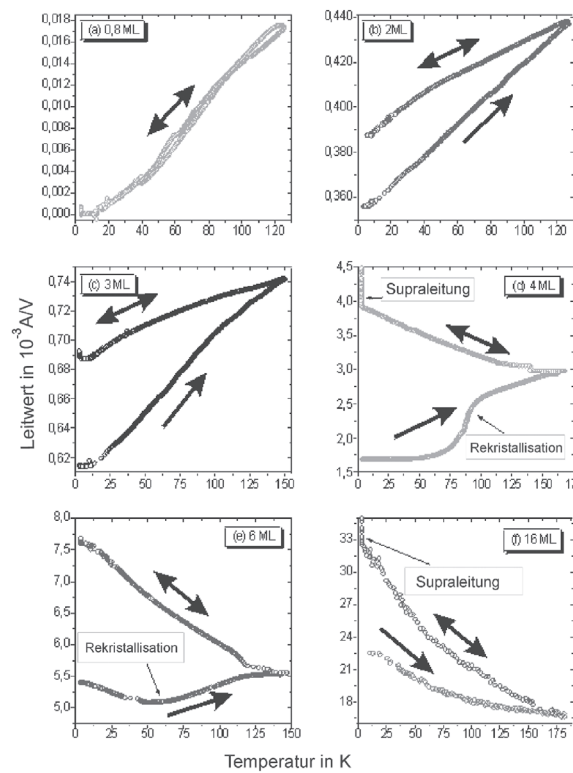 (a) 0,8 ML
0,018
0,016
0,014
0,012
0,010
0,008
0,006
0,004
0,002
0,000
0 20 40 60 80 100 120
(b) 2ML
0,440
0,420
0,400
0,380
0,360
0 20 40 60 80 100 120
Leitwert in 10⁻³A/V
(c) 3 ML
0,74
0,72
0,70
0,68
0,66
0,64
0,62
0 25 50 75 100 125 150
(d) 4 ML
4,5
4,0
3,5
3,0
2,5
2,0
1,5
Supraleitung
Rekristallisation
0 25 50 75 100 125 150
(e) 6 ML
8,0
7,5
7,0
6,5
6,0
5,5
5,0
Rekristallisation
0 25 50 75 100 125 150
(f) 16 ML
33
30
27
24
21
18
Supraleitung
0 25 50 75 100 125 150 175
Temperatur in K